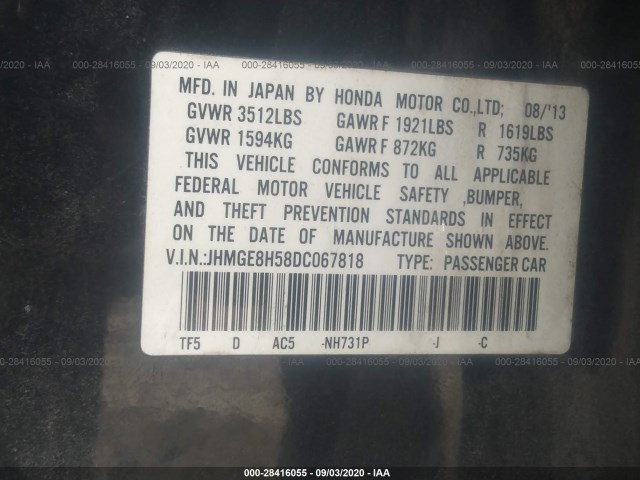 000-28416055 - 09/03/2020 - IAA
MFD. IN JAPAN BY HONDA MOTOR CO.,LTD; 08/'13
GVWR 3512LBS GAWR F 1921LBS R 1619LBS
GVWR 1594KG GAWR F 872KG R 735KG
THIS VEHICLE CONFORMS TO ALL APPLICABLE
FEDERAL MOTOR VEHICLE SAFETY ,BUMPER,
AND THEFT PREVENTION STANDARDS IN EFFECT
ON THE DATE OF MANUFACTURE SHOWN ABOVE.
V.I.N.:JHMGE8H58DC067818 TYPE: PASSENGER CAR
TF5 D AC5 -NH731P -J -C
000-28416055 - 09/03/2020 - IAA